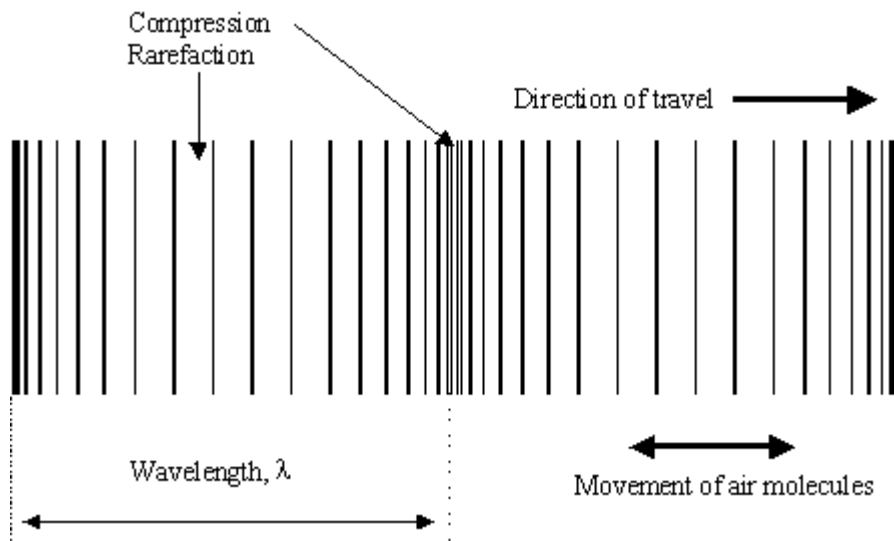 Compression
Rarefaction
Direction of travel
Wavelength, λ
Movement of air molecules